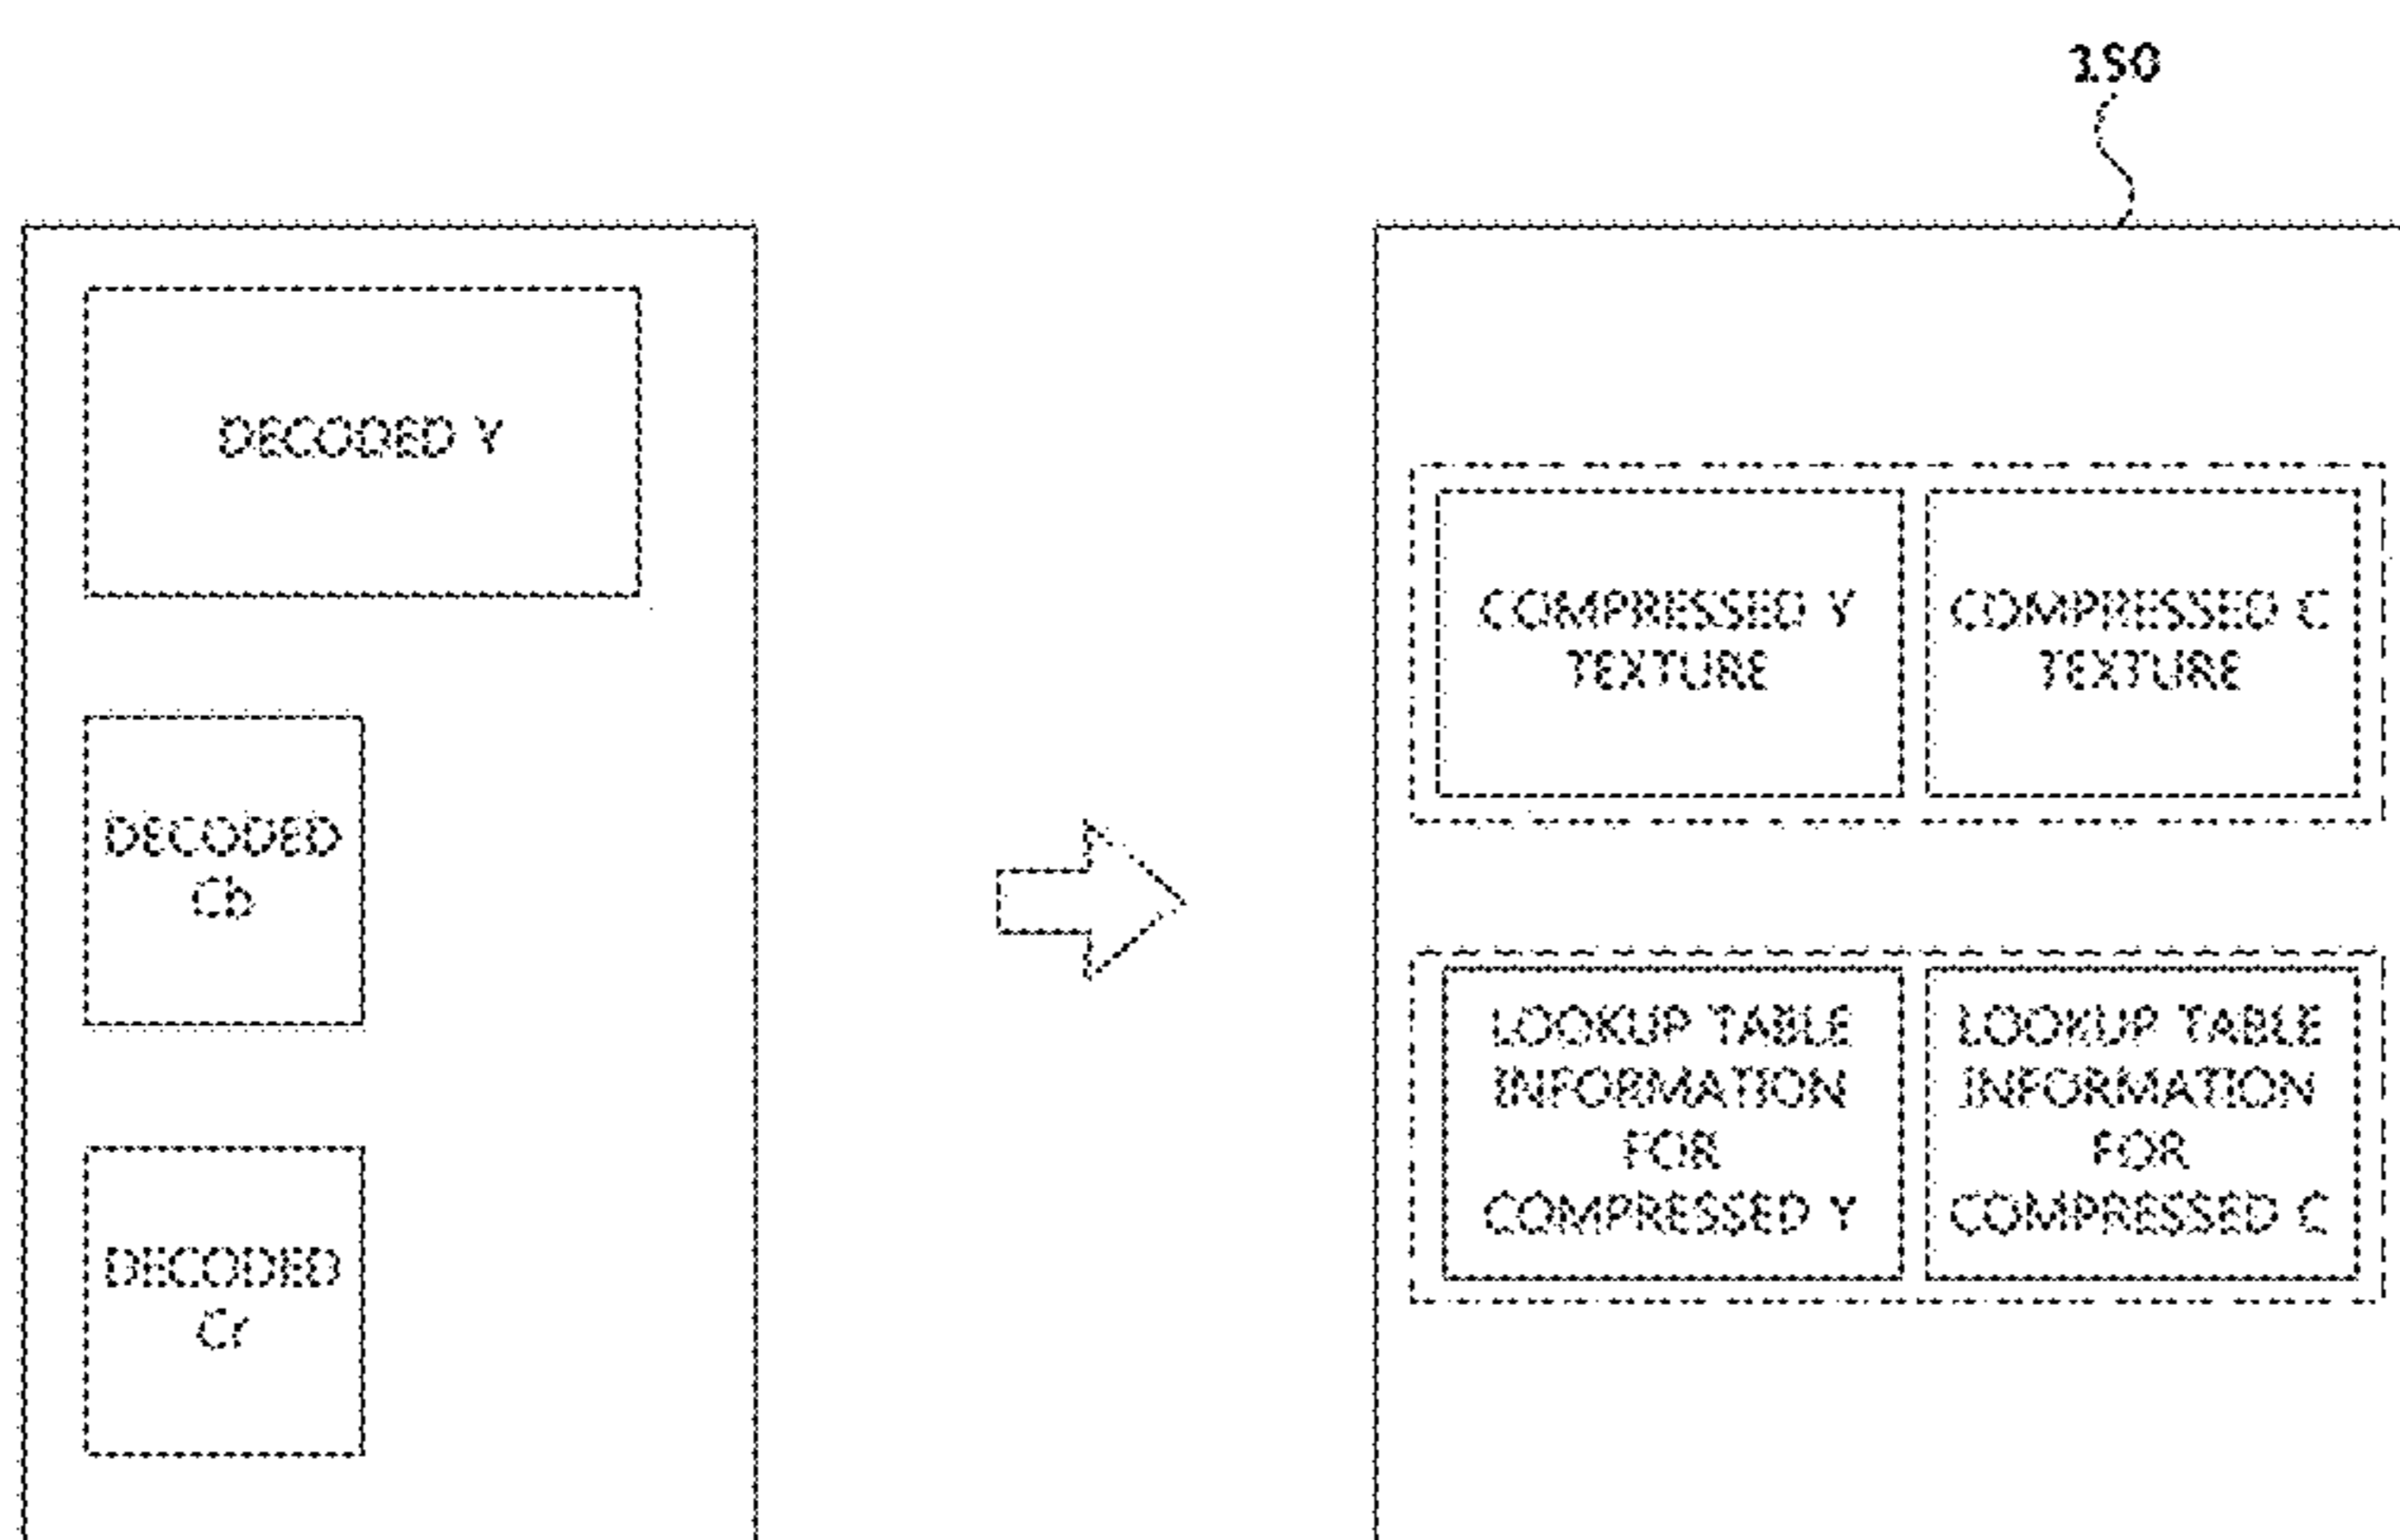 DECODED Y
DECODED
Cb
DECODED
Cr
COMPRESSED Y
TEXTURE
COMPRESSED C
TEXTURE
LOOKUP TABLE
INFORMATION
FOR
COMPRESSED Y
LOOKUP TABLE
INFORMATION
FOR
COMPRESSED C